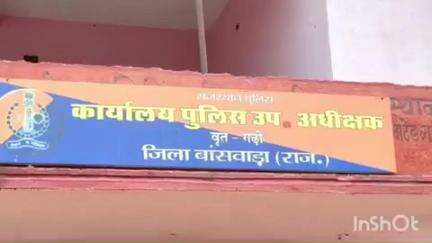 राजस्थान पुलिस
कार्यालय पुलिस उप . अधीक्षक
वृत - गढ़ी
जिला बांसवाड़ा (राज.)
InShOt